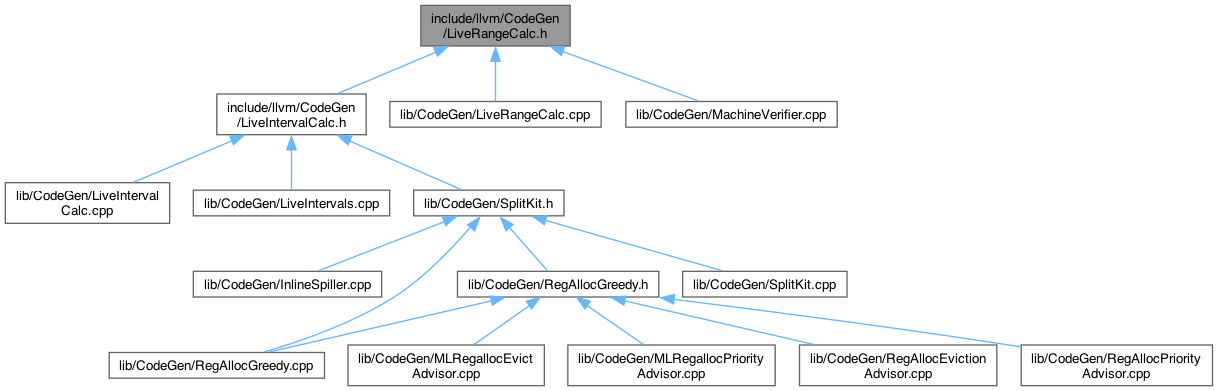 include/llvm/CodeGen
/LiveRangeCalc.h
include/llvm/CodeGen
/LiveIntervalCalc.h
lib/CodeGen/LiveRangeCalc.cpp
lib/CodeGen/MachineVerifier.cpp
lib/CodeGen/LiveInterval
Calc.cpp
lib/CodeGen/LiveIntervals.cpp
lib/CodeGen/SplitKit.h
lib/CodeGen/InlineSpiller.cpp
lib/CodeGen/RegAllocGreedy.h
lib/CodeGen/SplitKit.cpp
lib/CodeGen/RegAllocGreedy.cpp
lib/CodeGen/MLRegallocEvict
Advisor.cpp
lib/CodeGen/MLRegallocPriority
Advisor.cpp
lib/CodeGen/RegAllocEviction
Advisor.cpp
lib/CodeGen/RegAllocPriority
Advisor.cpp